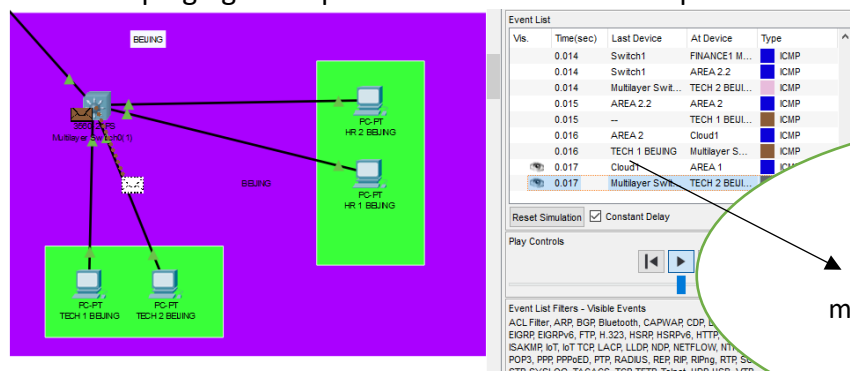 BEIJING
3560-24PS
Multilayer Switch0(1)
PC-PT
HR 2 BEIJING
BEIJING
PC-PT
HR 1 BEIJING
PC-PT
TECH 1 BEIJING
PC-PT
TECH 2 BEIJING
Event List
Vis. Time(sec) Last Device At Device Type
0.014 Switch1 FINANCE1 M... ICMP
0.014 Switch1 AREA 2.2 ICMP
0.014 Multilayer Swit... TECH 2 BEIJI... ICMP
0.015 AREA 2.2 AREA 2 ICMP
0.015 -- TECH 1 BEIJI... ICMP
0.016 AREA 2 Cloud1 ICMP
0.016 TECH 1 BEIJING Multilayer S... ICMP
0.017 Cloud1 AREA 1 ICMP
0.017 Multilayer Swit... TECH 2 BEIJI...
Reset Simulation Constant Delay
Play Controls
m
Event List Filters - Visible Events
ACL Filter, ARP, BGP, Bluetooth, CAPWAP, CDP,
EIGRP, EIGRPv6, FTP, H.323, HSRP, HSRPv6, HTTP,
ISAKMP, IoT, IoT TCP, LACP, LLDP, NDP, NETFLOW,
POP3, PPP, PPPoED, PTP, RADIUS, REP, RIP, RIPng, RTP,